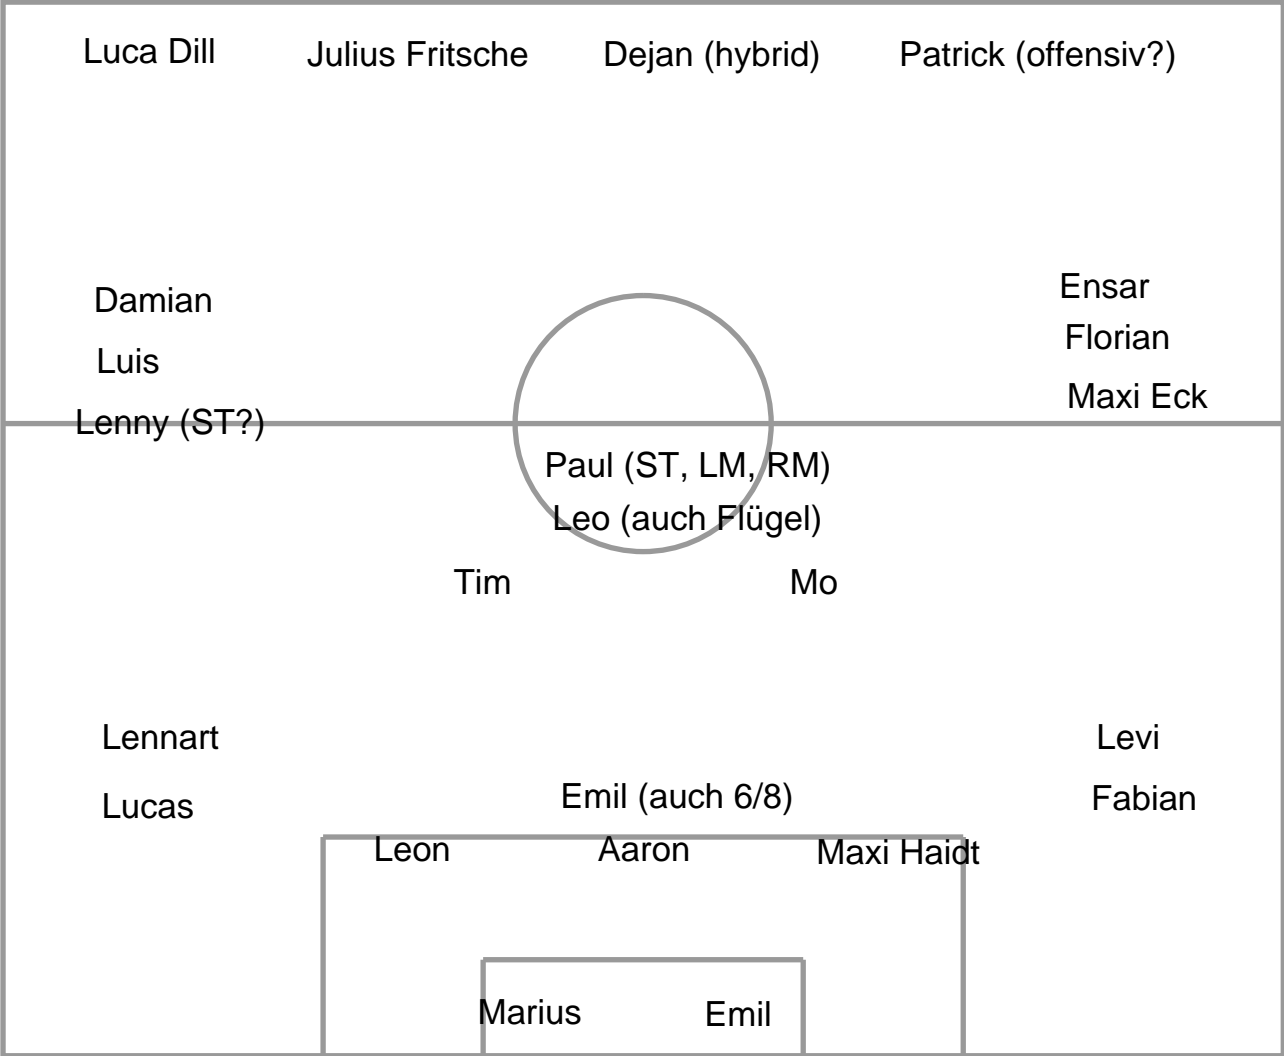 Luca Dill
Julius Fritsche
Dejan (hybrid)
Patrick (offensiv?)
Damian
Ensar
Luis
Florian
Lenny (ST?)
Maxi Eck
Paul (ST, LM, RM)
Leo (auch Flügel)
Tim
Mo
Lennart
Levi
Lucas
Emil (auch 6/8)
Fabian
Leon
Aaron
Maxi Haidt
Marius
Emil